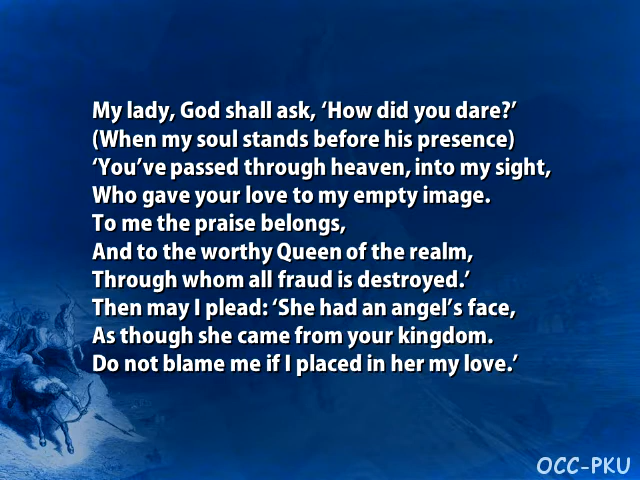 My lady, God shall ask, ‘How did you dare?’
(When my soul stands before his presence)
‘You’ve passed through heaven, into my sight,
Who gave your love to my empty image.
To me the praise belongs,
And to the worthy Queen of the realm,
Through whom all fraud is destroyed.’
Then may I plead: ‘She had an angel’s face,
As though she came from your kingdom.
Do not blame me if I placed in her my love.’
OCC-PKU